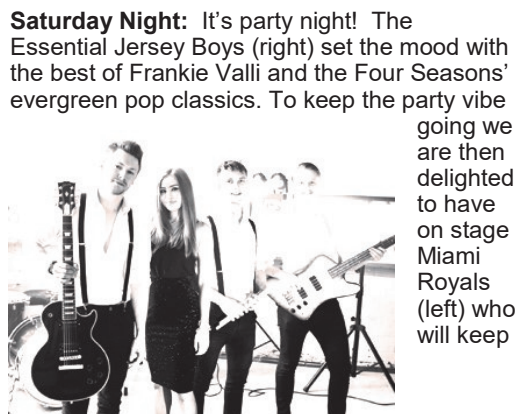 Saturday Night:  It’s party night!  The
Essential Jersey Boys (right) set the mood with
the best of Frankie Valli and the Four Seasons’
evergreen pop classics. To keep the party vibe
going we
are then
delighted
to have
on stage
Miami
Royals
(left) who
will keep